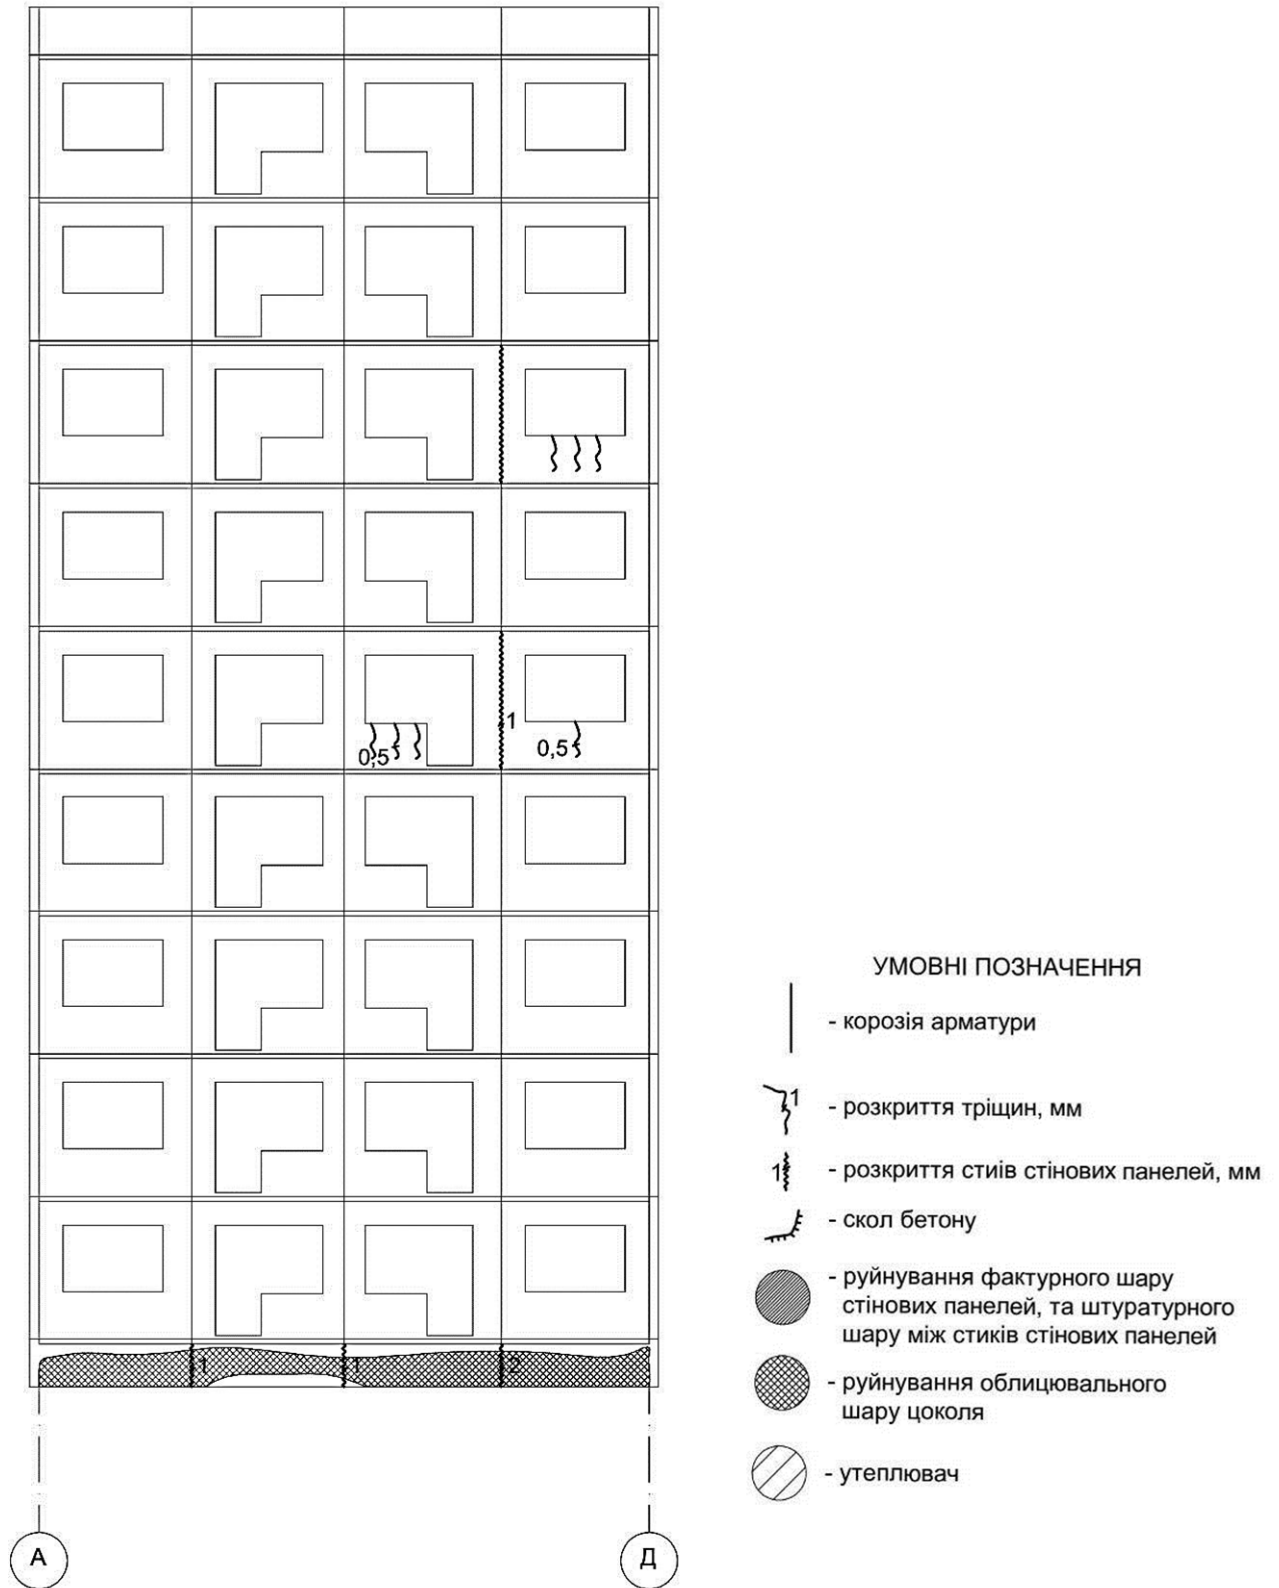 1
0,5
0,5
1
1
2
А
Д
УМОВНІ ПОЗНАЧЕННЯ
- корозія арматури
1
- розкриття тріщин, мм
1
- розкриття стиів стінових панелей, мм
- скол бетону
- руйнування фактурного шару
стінових панелей, та штуратурного
шару між стиків стінових панелей
- руйнування облицювального
шару цоколя
- утеплювач